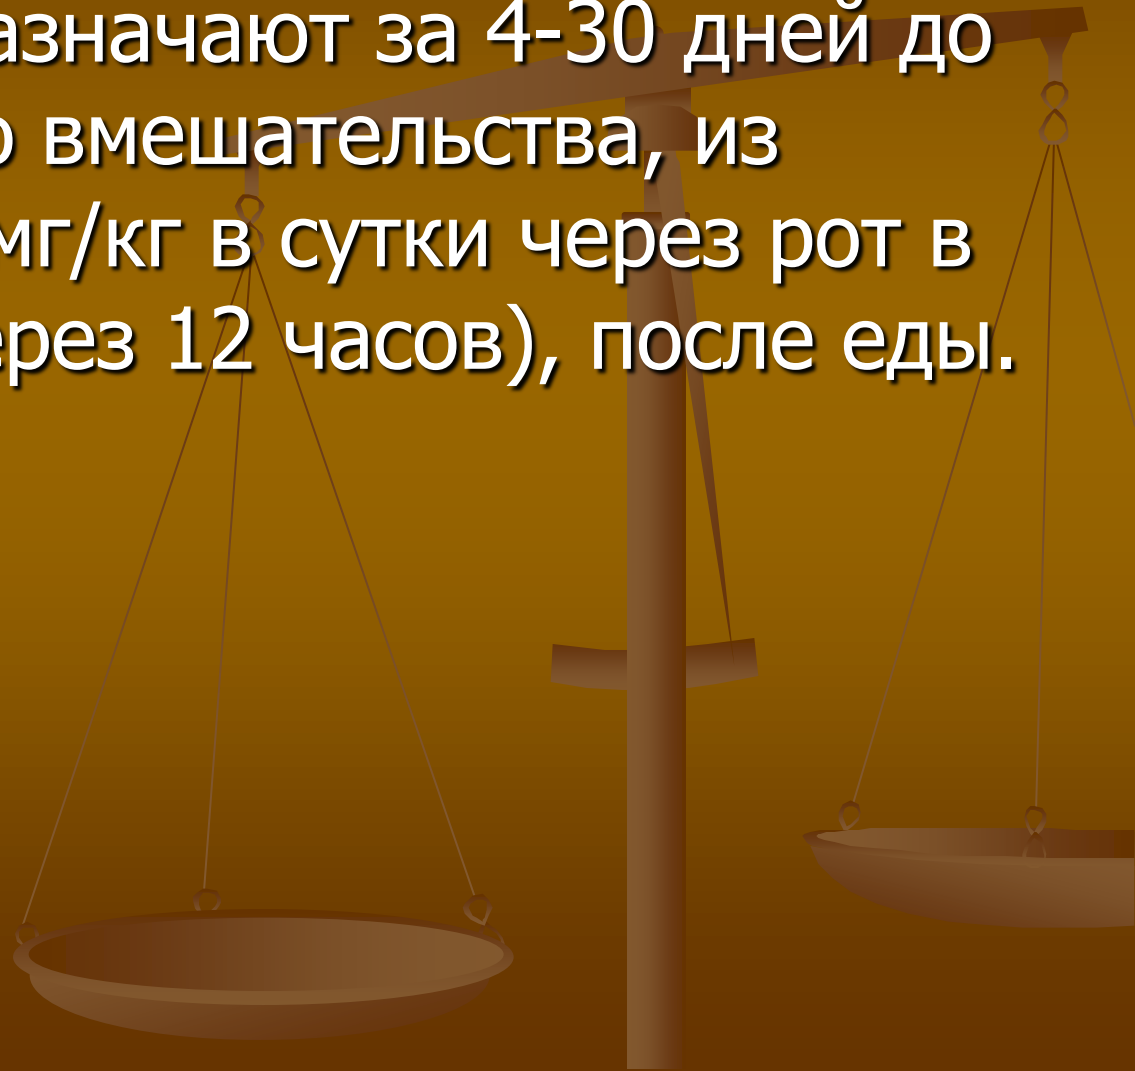 азначают за 4-30 дней до
о вмешательства, из
мг/кг в сутки через рот в
ерез 12 часов), после еды.